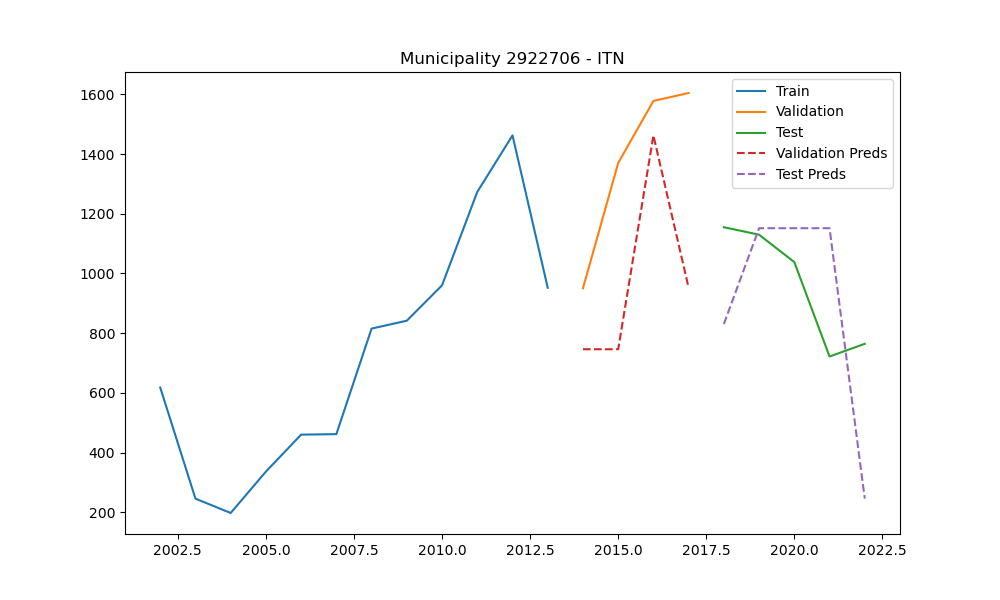 Municipality 2922706 - ITN
1600
1400
1200
1000
800
600
400
200
Train
Validation
Test
Validation Preds
Test Preds
2002.5 2005.0 2007.5 2010.0 2012.5 2015.0 2017.5 2020.0 2022.5